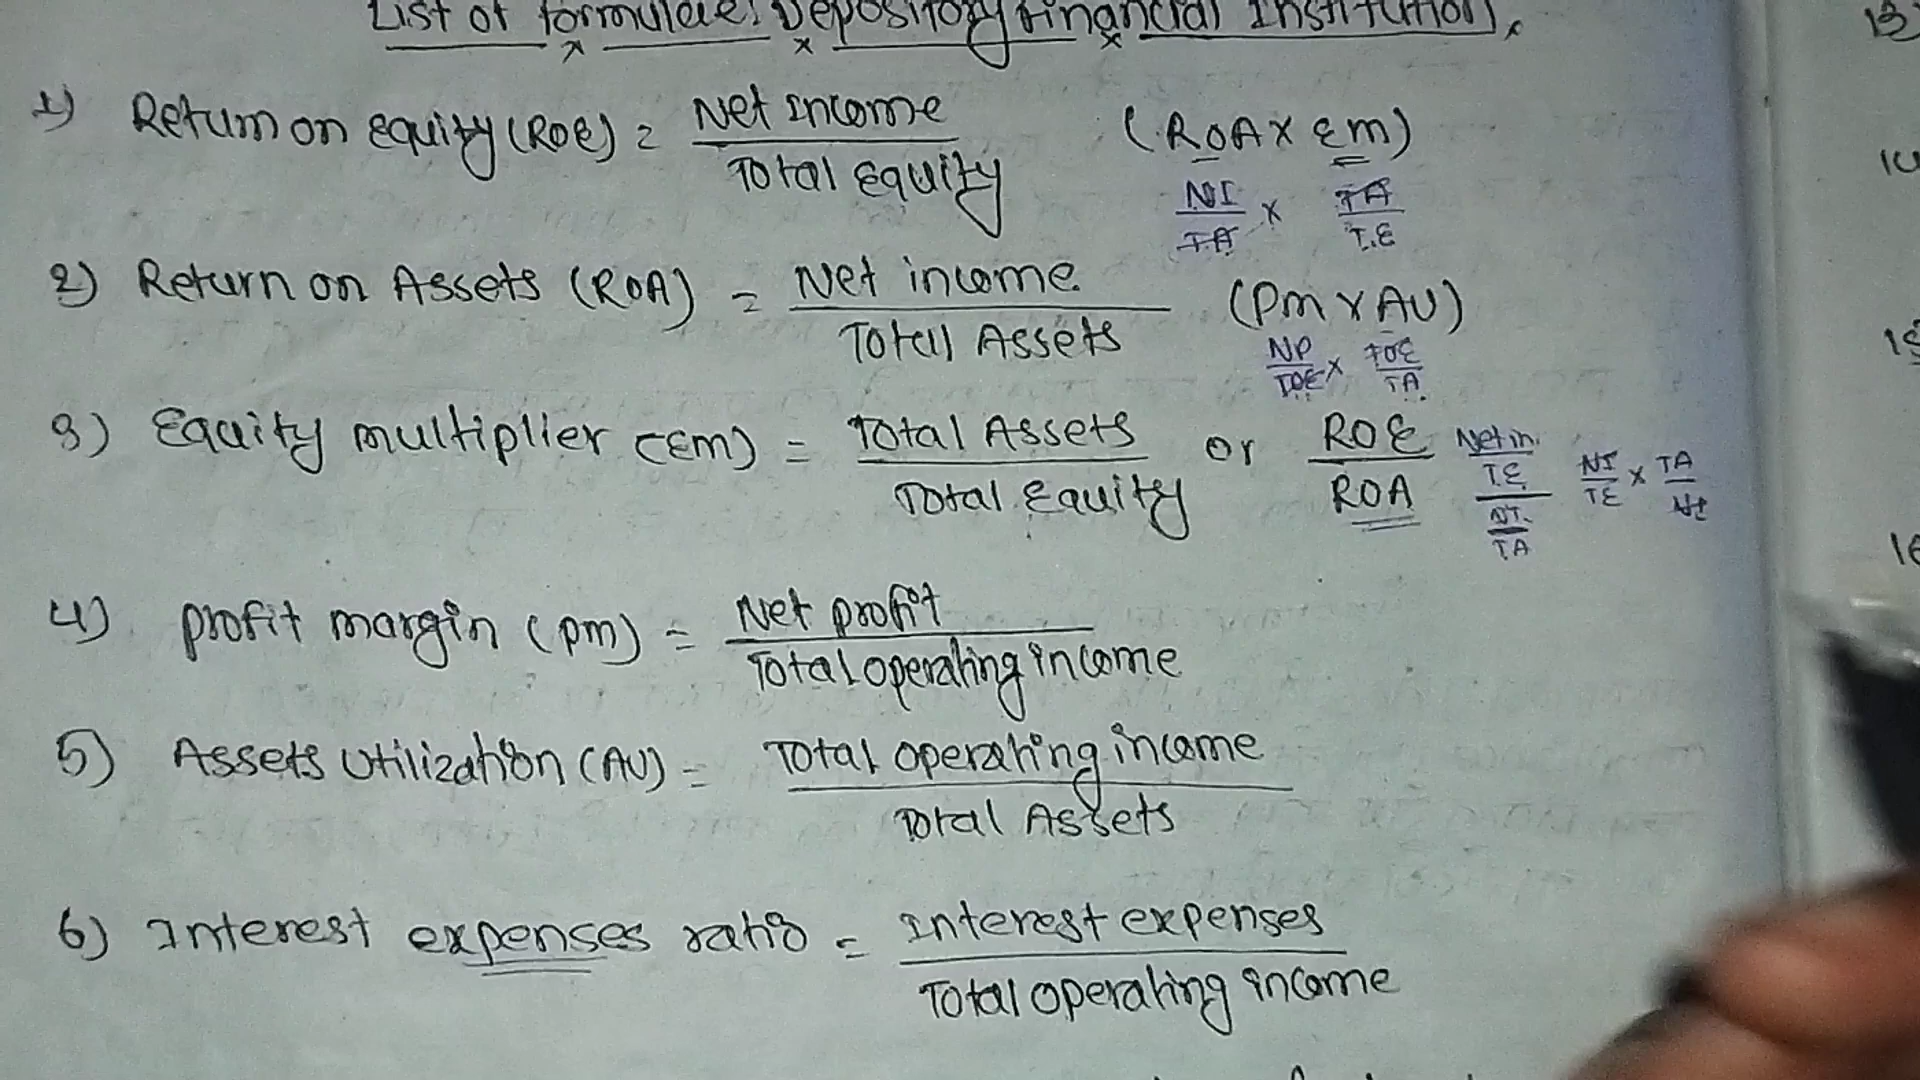 List of formulae: Depository Financial Institution.
1) Return on equity (ROE) = Net Income / Total Equity (ROA X EM)
NI / TA X TA / T.E
2) Return on Assets (ROA) = Net income / Total Assets (PM X AU)
NP / TOE X TOE / TA
3) Equity multiplier (EM) = Total Assets / Total Equity or ROE / ROA Net in. / TE / NI. / TA NI / TE X TA / NI
4) Profit margin (PM) = Net profit / Total operating income
5) Assets Utilization (AU) = Total operating income / Total Assets
6) Interest expenses ratio = Interest expenses / Total operating income